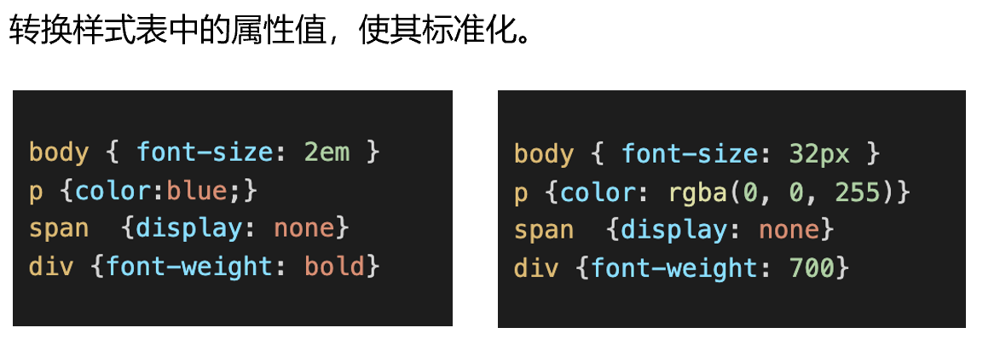 转换样式表中的属性值，使其标准化。
body { font-size: 2em }
p {color:blue;}
span  {display: none}
div {font-weight: bold}
body { font-size: 32px }
p {color: rgba(0, 0, 255)}
span  {display: none}
div {font-weight: 700}